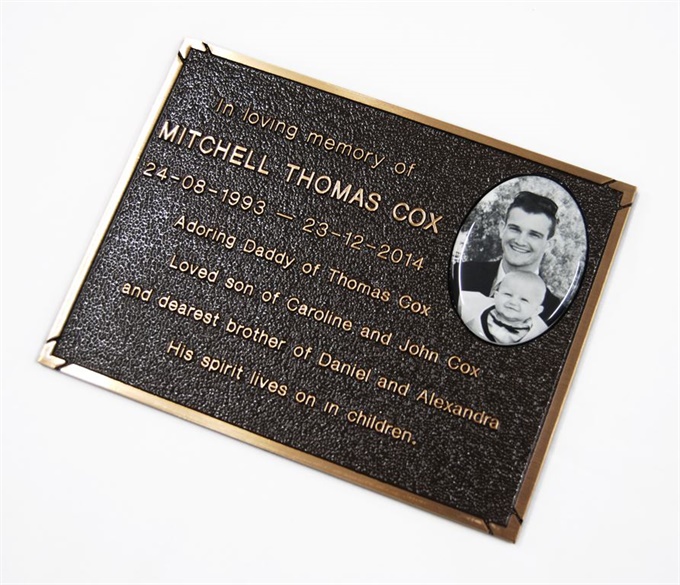 In loving memory of
MITCHELL THOMAS COX
24-08-1993 — 23-12-2014
Adoring Daddy of Thomas Cox
Loved son of Caroline and John Cox
and dearest brother of Daniel and Alexandra
His spirit lives on in children.